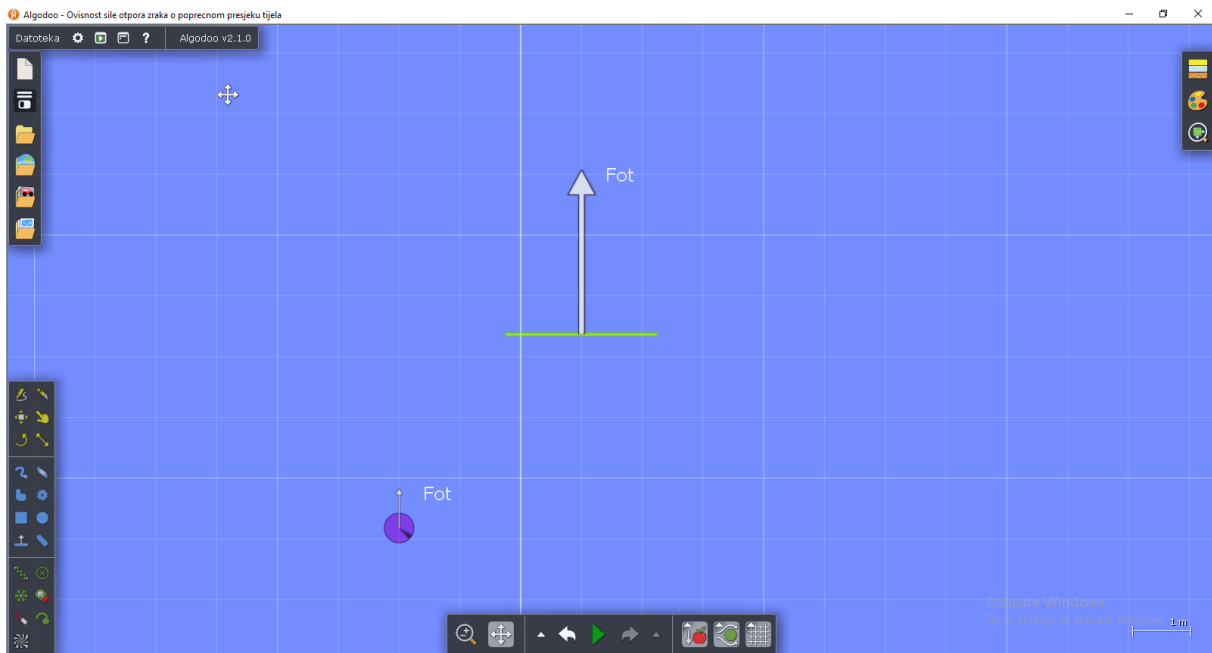 Algodoo - Ovisnost sile otpora zraka o poprecnom presjeku tijela
Datoteka ? Algodoo v2.1.0
Fot
Fot
Activate Windows
Go to Settings to activate Windows.
1 m